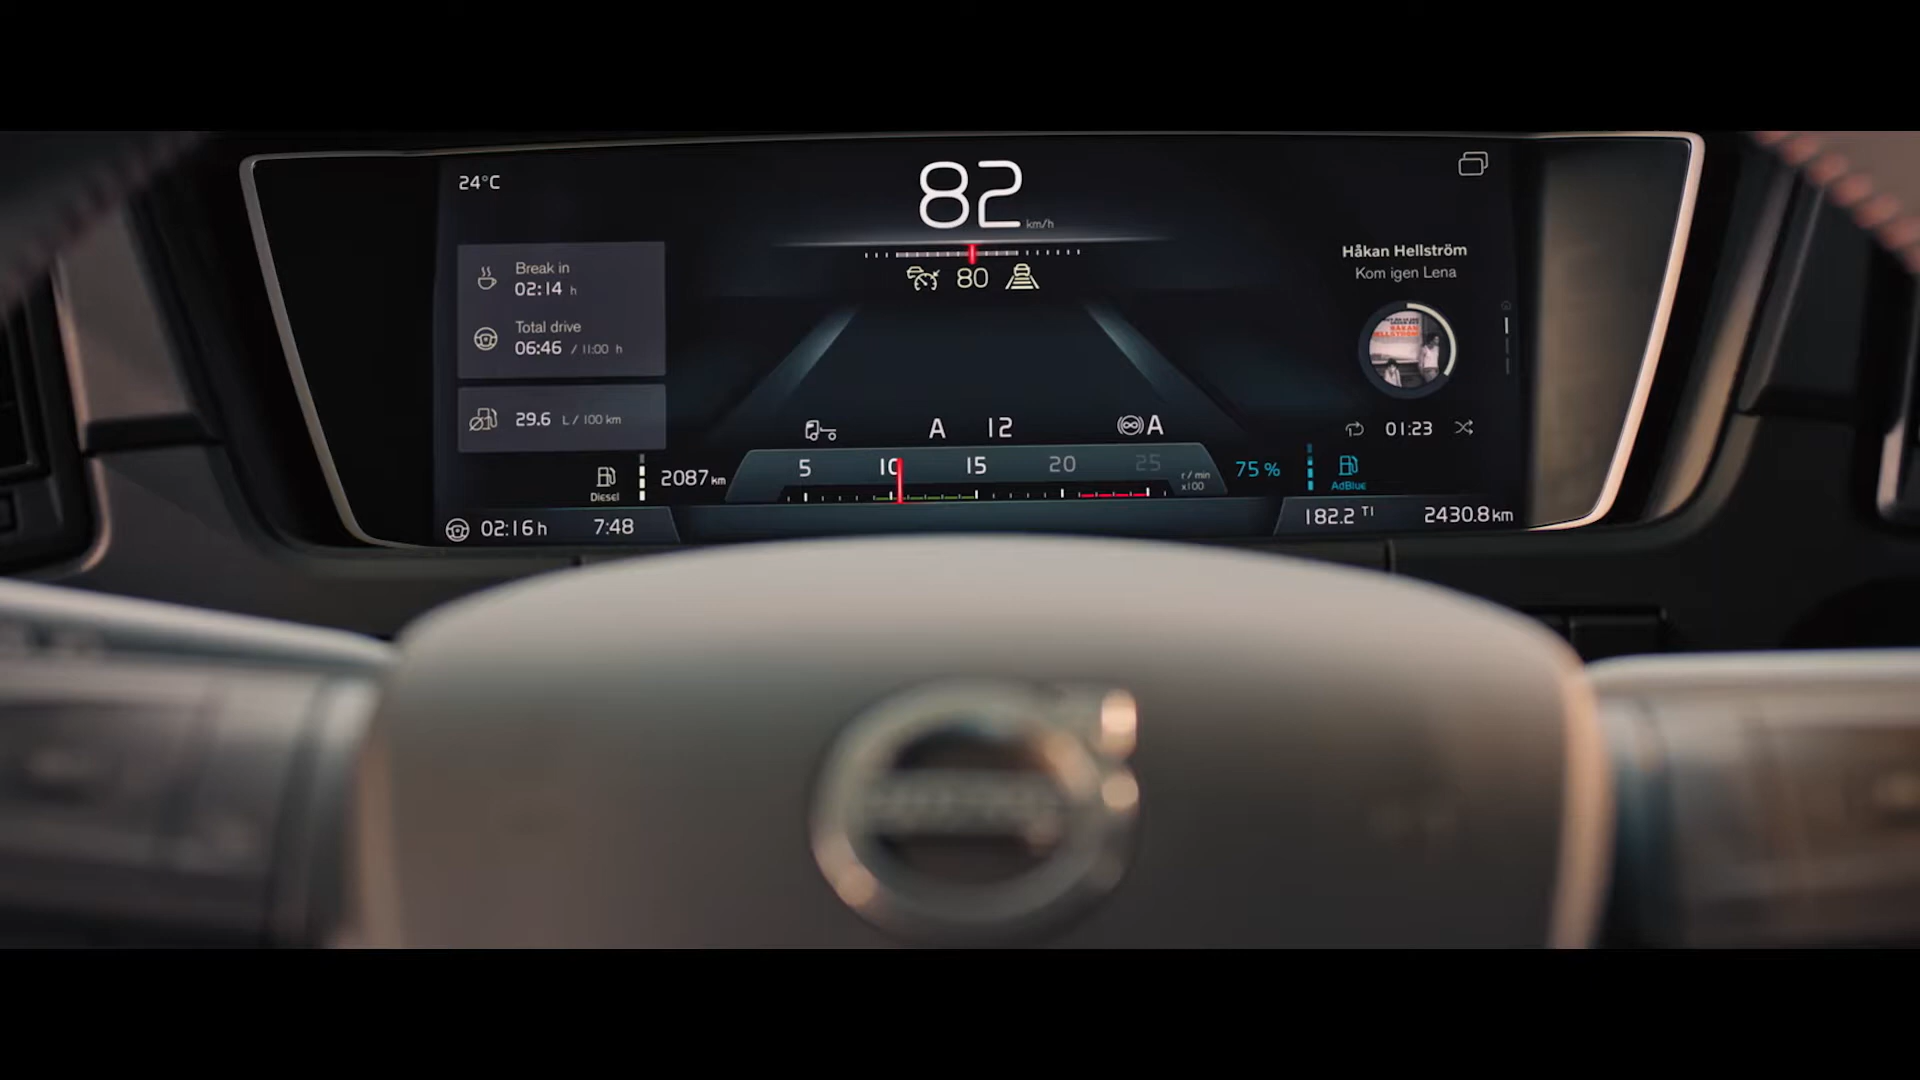 24°C
82 km/h
80
Break in
02:14 h
Total drive
06:46 / 11:00 h
29.6 L / 100 km
Håkan Hellström
Kom igen Lena
01:23
A 12
A
5 10 15 20 25
r / min
x100
Diesel
2087 km
75 %
AdBlue
02:16 h 7:48
182.2 T1 2430.8 km